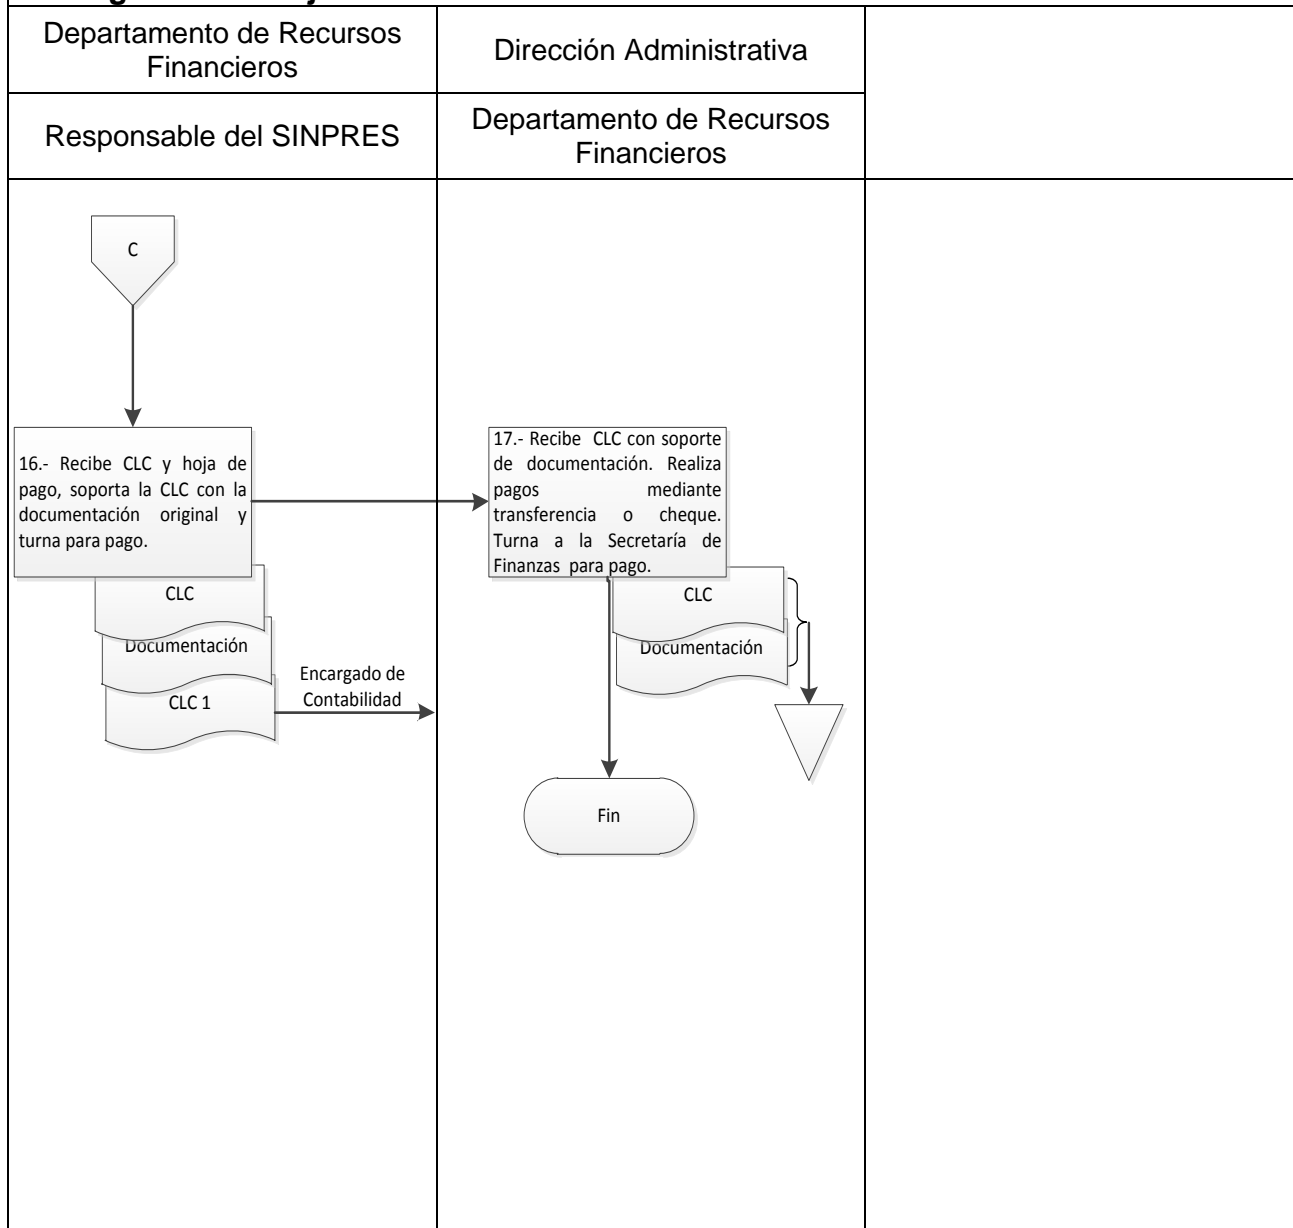 Departamento de Recursos
Financieros
Dirección Administrativa
Responsable del SINPRES
Departamento de Recursos
Financieros
C
16.- Recibe CLC y hoja de
pago, soporta la CLC con la
documentación original y
turna para pago.
CLC
Documentación
CLC 1
Encargado de
Contabilidad
17.- Recibe CLC con soporte
de documentación. Realiza
pagos mediante
transferencia o cheque.
Turna a la Secretaría de
Finanzas para pago.
CLC
Documentación
Fin